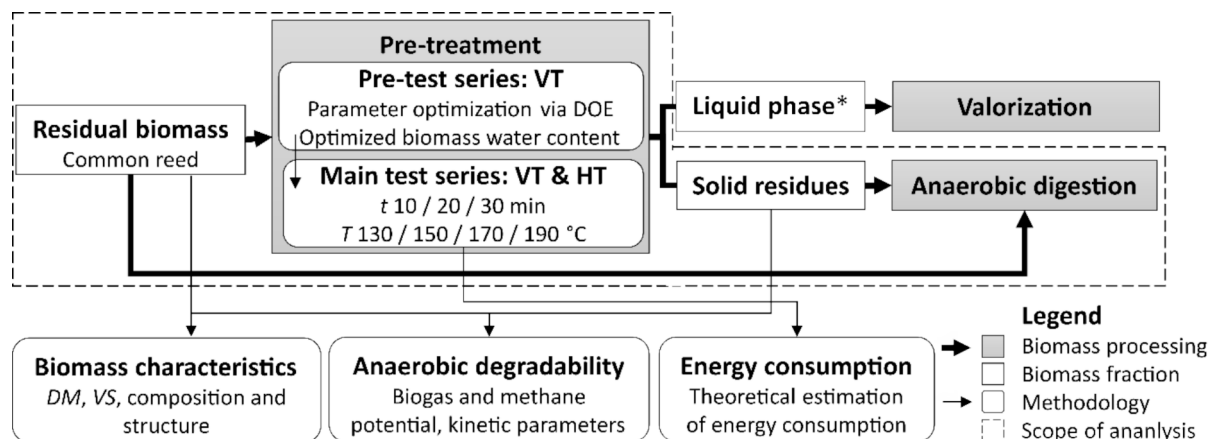 Pre-treatment
Pre-test series: VT
Parameter optimization via DOE
Optimized biomass water content
Main test series: VT & HT
t 10 / 20 / 30 min
T 130 / 150 / 170 / 190 °C
Residual biomass
Common reed
Liquid phase*
Valorization
Solid residues
Anaerobic digestion
Biomass characteristics
DM, VS, composition and
structure
Anaerobic degradability
Biogas and methane
potential, kinetic parameters
Energy consumption
Theoretical estimation
of energy consumption
Legend
Biomass processing
Biomass fraction
Methodology
Scope of ananlysis